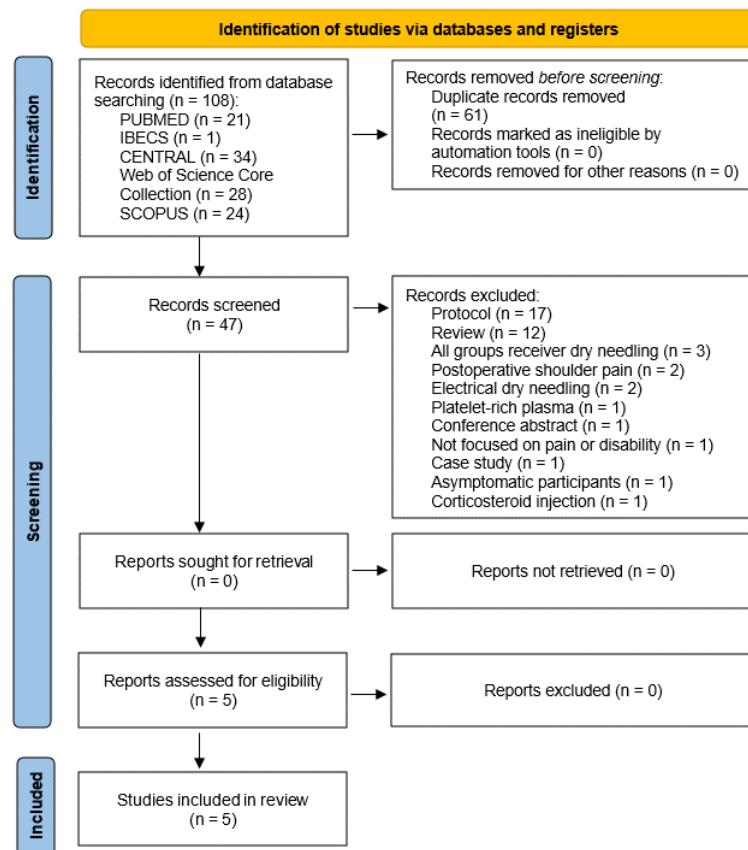 Identification of studies via databases and registers
Identification
Records identified from database
searching (n = 108):
PUBMED (n = 21)
IBECS (n = 1)
CENTRAL (n = 34)
Web of Science Core
Collection (n = 28)
SCOPUS (n = 24)
Records removed before screening:
Duplicate records removed
(n = 61)
Records marked as ineligible by
automation tools (n = 0)
Records removed for other reasons (n = 0)
Screening
Records screened
(n = 47)
Records excluded:
Protocol (n = 17)
Review (n = 12)
All groups receiver dry needling (n = 3)
Postoperative shoulder pain (n = 2)
Electrical dry needling (n = 2)
Platelet-rich plasma (n = 1)
Conference abstract (n = 1)
Not focused on pain or disability (n = 1)
Case study (n = 1)
Asymptomatic participants (n = 1)
Corticosteroid injection (n = 1)
Reports sought for retrieval
(n = 0)
Reports not retrieved (n = 0)
Reports assessed for eligibility
(n = 5)
Reports excluded (n = 0)
Included
Studies included in review
(n = 5)